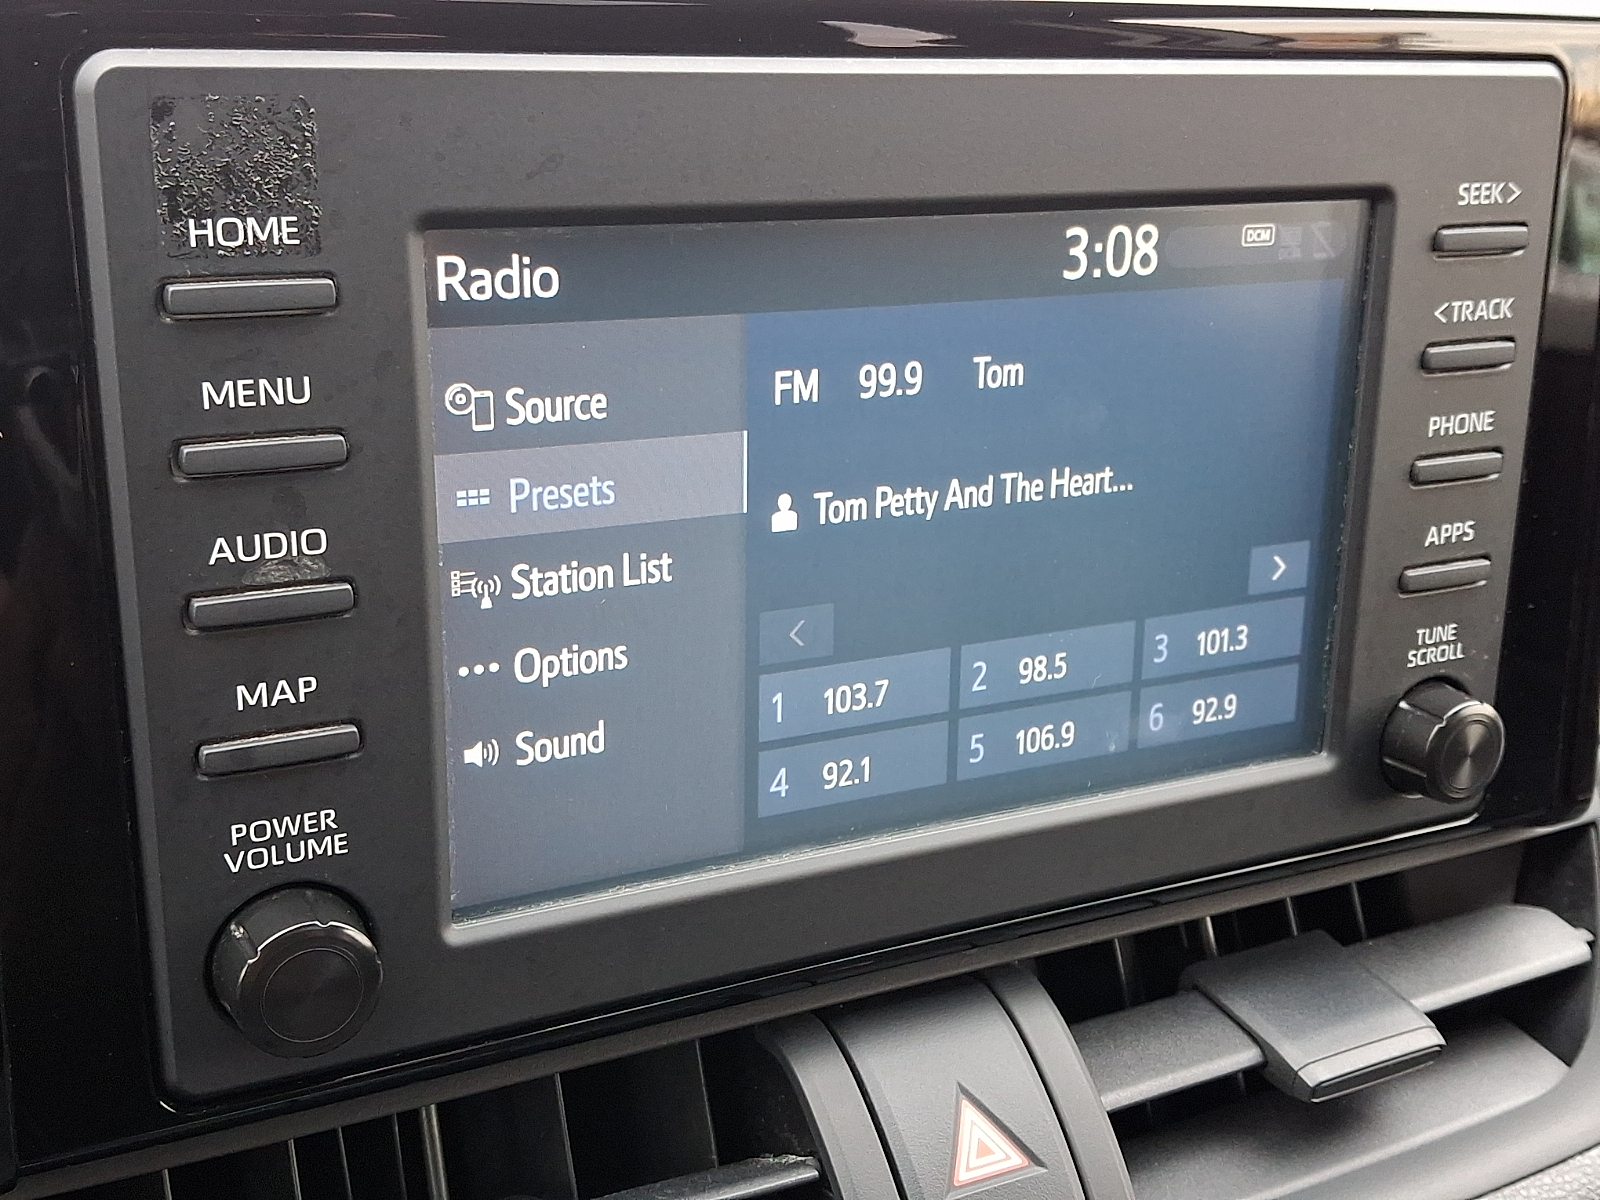 HOME
MENU
AUDIO
MAP
POWER
VOLUME
Radio
3:08
DCM
Source
Presets
Station List
Options
Sound
FM 99.9 Tom
Tom Petty And The Heart...
>
<
1 103.7
2 98.5
3 101.3
4 92.1
5 106.9
6 92.9
SEEK>
<TRACK
PHONE
APPS
TUNE
SCROLL